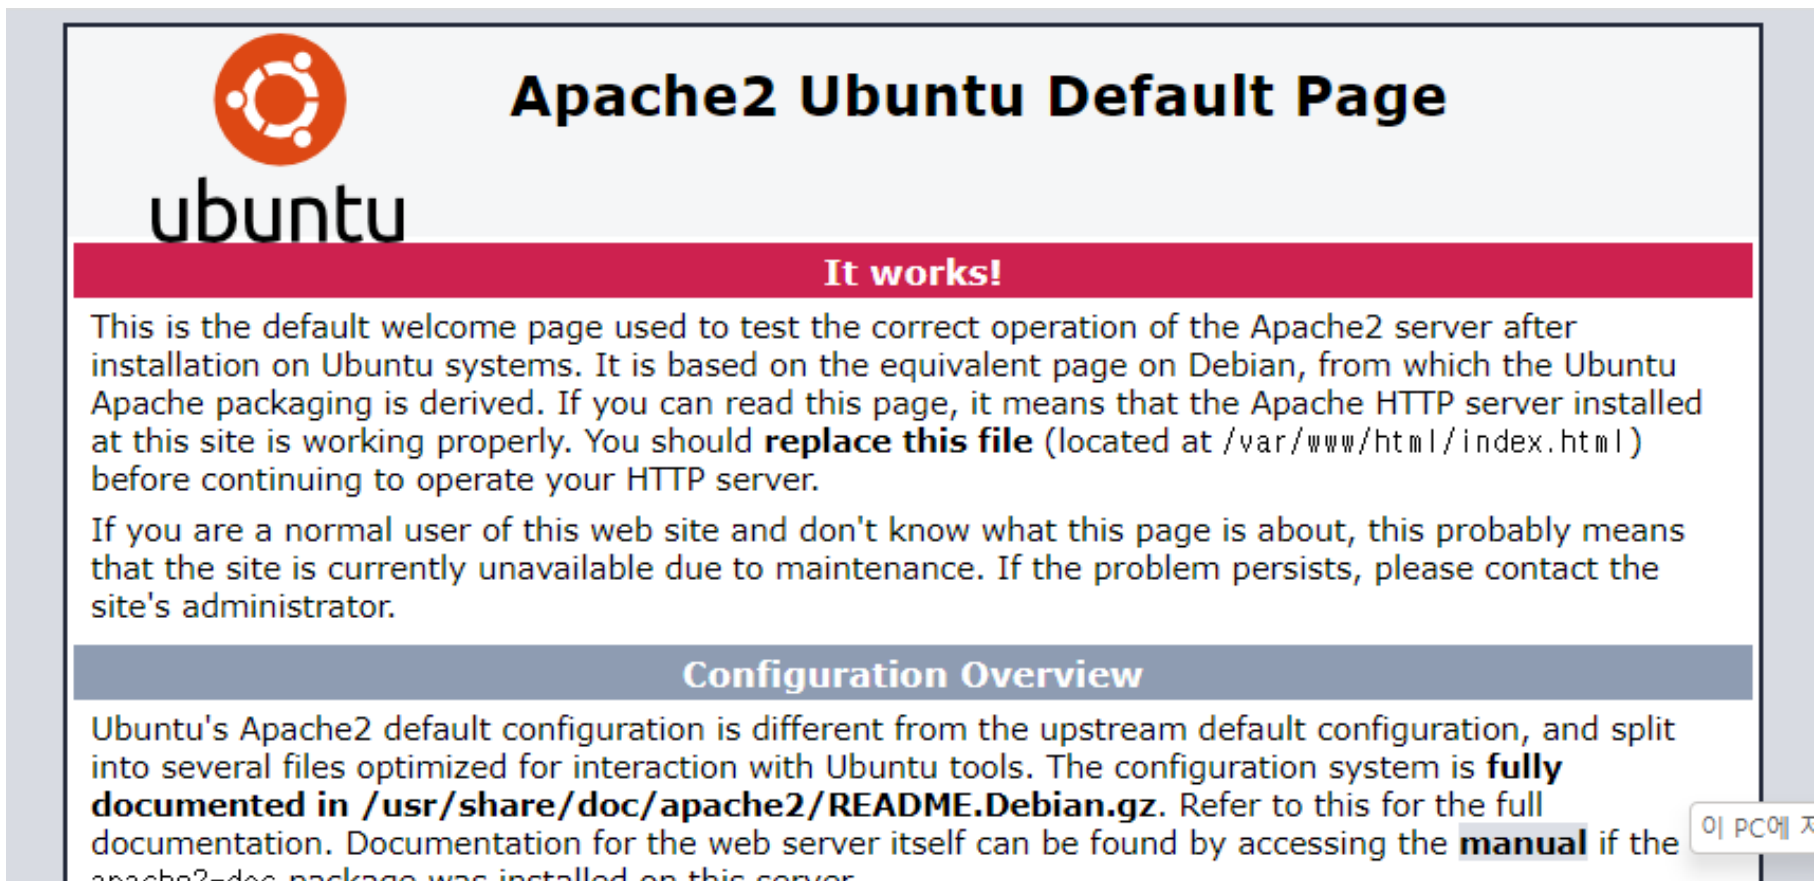 Apache2 Ubuntu Default Page
ubuntu
It works!
This is the default welcome page used to test the correct operation of the Apache2 server after
installation on Ubuntu systems. It is based on the equivalent page on Debian, from which the Ubuntu
Apache packaging is derived. If you can read this page, it means that the Apache HTTP server installed
at this site is working properly. You should replace this file (located at /var/www/html/index.html)
before continuing to operate your HTTP server.
If you are a normal user of this web site and don't know what this page is about, this probably means
that the site is currently unavailable due to maintenance. If the problem persists, please contact the
site's administrator.
Configuration Overview
Ubuntu's Apache2 default configuration is different from the upstream default configuration, and split
into several files optimized for interaction with Ubuntu tools. The configuration system is fully
documented in /usr/share/doc/apache2/README.Debian.gz. Refer to this for the full
documentation. Documentation for the web server itself can be found by accessing the manual if the
이 PC에
apache2-doc package was installed on this server.